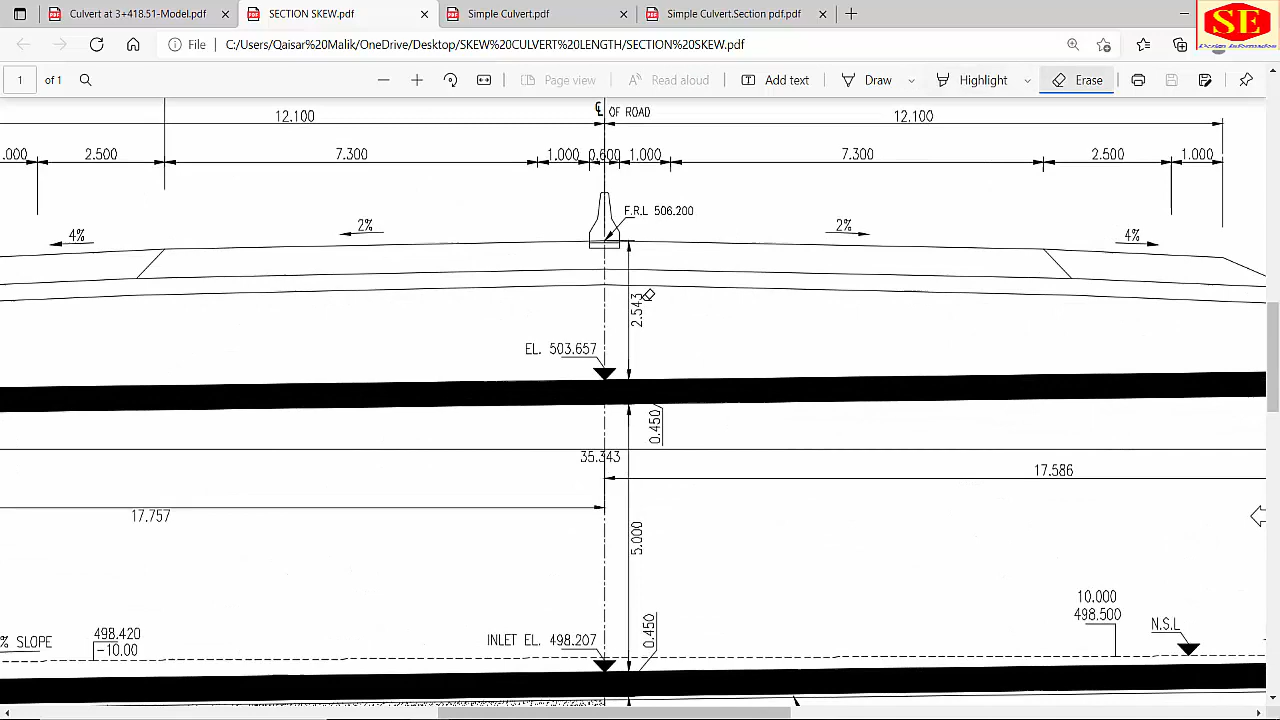 Culvert at 3+418.51-Model.pdf
SECTION SKEW.pdf
Simple Culvert.pdf
Simple Culvert.Section pdf.pdf
SE
File
C:/Users/Qaisar%20Malik/OneDrive/Desktop/SKEW%20CULVERT%20LENGTH/SECTION%20SKEW.pdf
1 of 1
Page view
Read aloud
Add text
Draw
Highlight
Erase
12.100
℄ OF ROAD
12.100
.000
2.500
7.300
1.000
0.600
1.000
7.300
2.500
1.000
F.R.L 506.200
4%
2%
2%
4%
2.543
EL. 503.657
0.450
35.343
17.586
17.757
5.000
10.000
498.500
N.S.L
% SLOPE
498.420
-10.00
INLET EL. 498.207
0.450